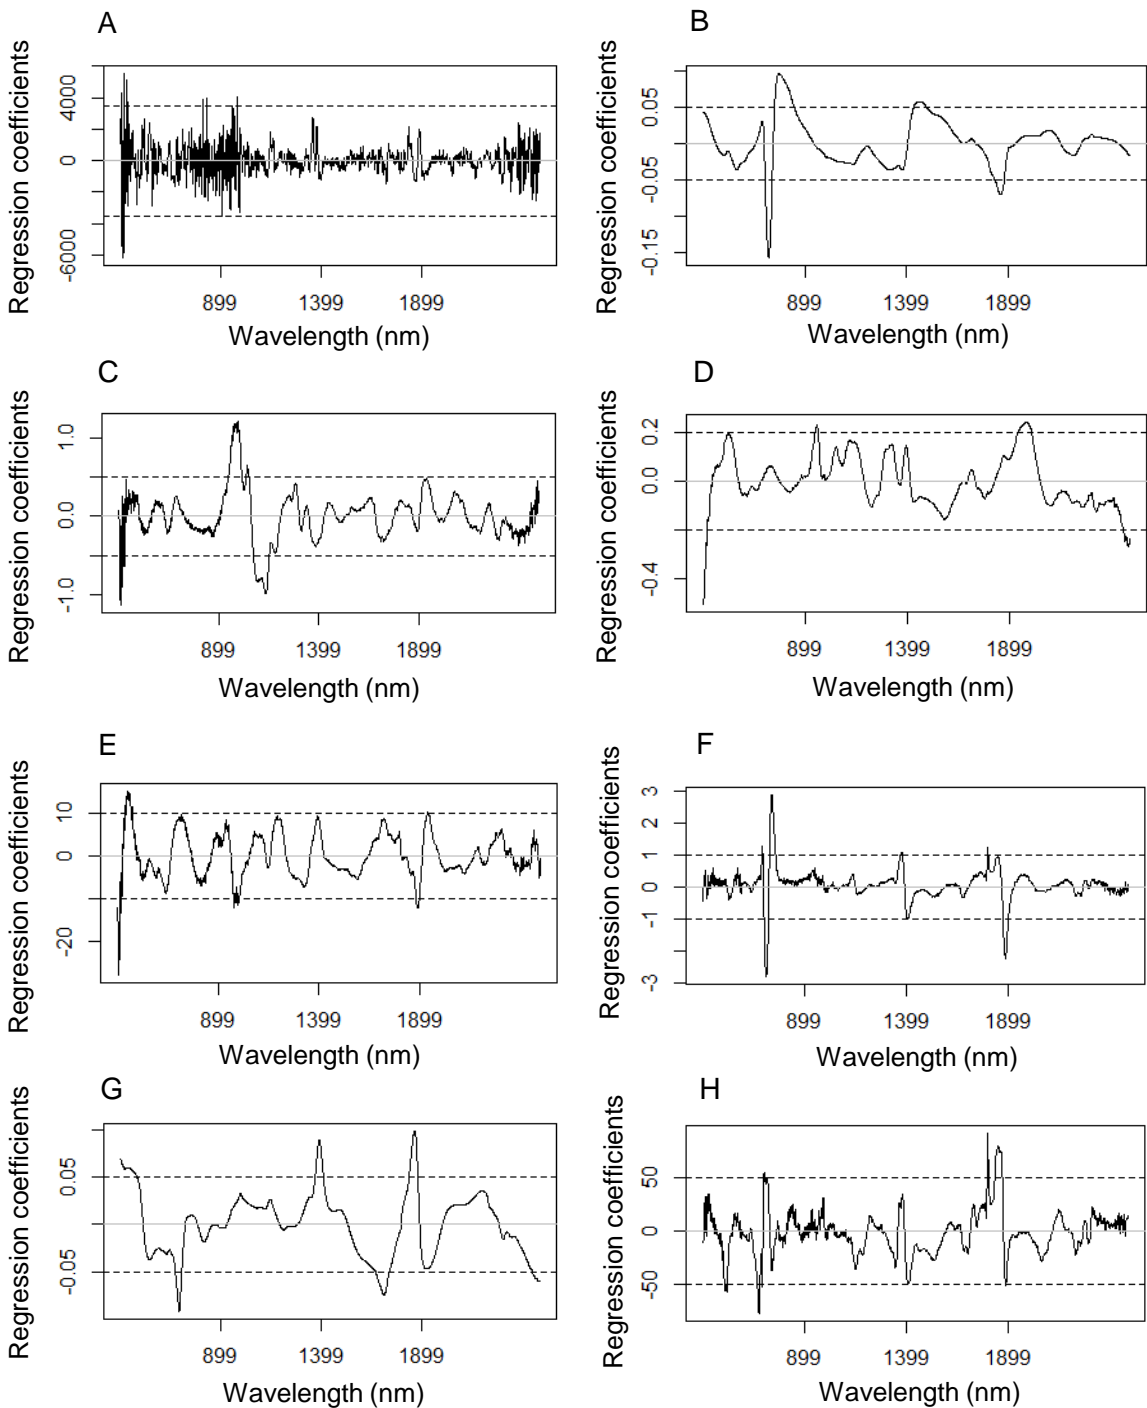 A
Regression coefficients
4000
0
-6000
899 1399 1899
Wavelength (nm)
B
Regression coefficients
0.05
-0.05
-0.15
899 1399 1899
Wavelength (nm)
C
Regression coefficients
1.0
0.0
-1.0
899 1399 1899
Wavelength (nm)
D
Regression coefficients
0.2
0.0
-0.4
899 1399 1899
Wavelength (nm)
E
Regression coefficients
10
0
-20
899 1399 1899
Wavelength (nm)
F
Regression coefficients
3
2
1
0
-1
-3
899 1399 1899
Wavelength (nm)
G
Regression coefficients
0.05
-0.05
899 1399 1899
Wavelength (nm)
H
Regression coefficients
50
0
-50
899 1399 1899
Wavelength (nm)